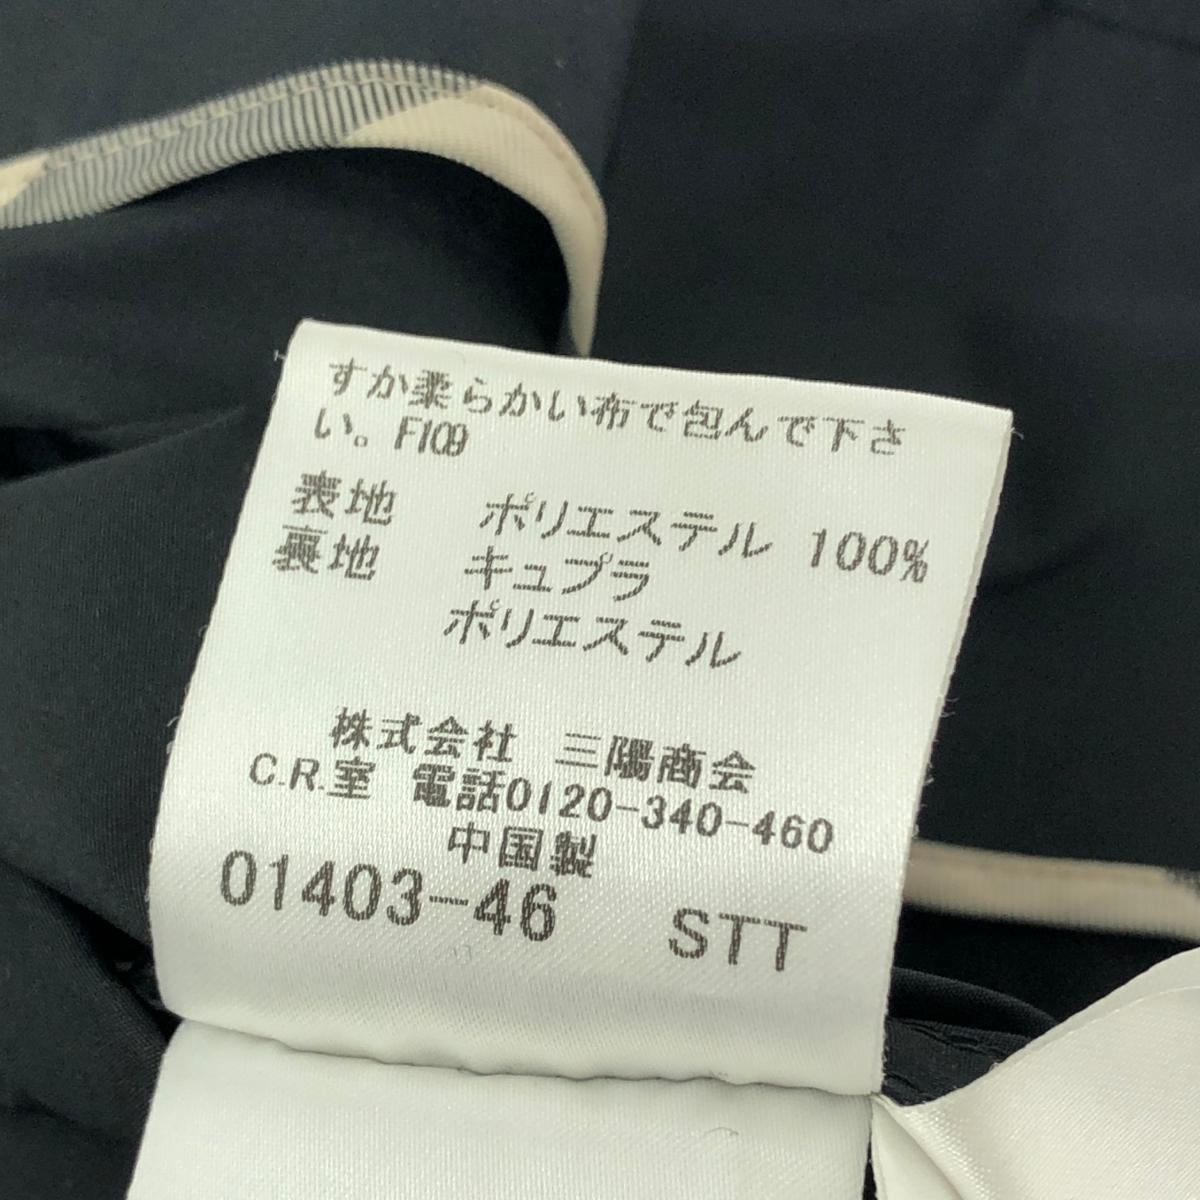 すか柔らかい布で包んで下さ
い。F109
表地 ポリエステル 100%
裏地 キュプラ
ポリエステル
株式会社 三陽商会
C.R.室 電話0120-340-460
中国製
01403-46 STT